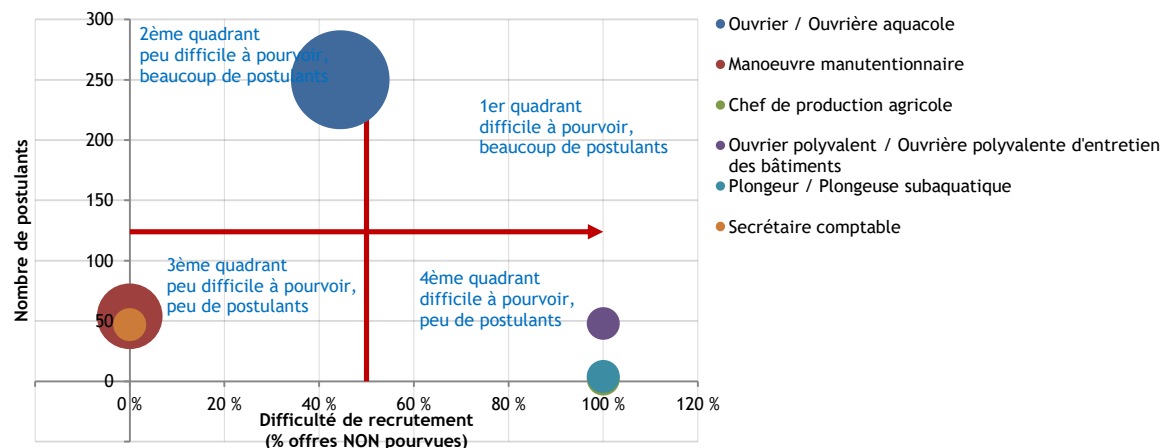 300
250
200
150
100
50
0
Nombre de postulants
2ème quadrant
peu difficile à pourvoir,
beaucoup de postulants
1er quadrant
difficile à pourvoir,
beaucoup de postulants
3ème quadrant
peu difficile à pourvoir,
peu de postulants
4ème quadrant
difficile à pourvoir,
peu de postulants
0 %
20 %
40 %
60 %
80 %
100 %
120 %
Difficulté de recrutement
(% offres NON pourvues)
Ouvrier / Ouvrière aquacole
Manoeuvre manutentionnaire
Chef de production agricole
Ouvrier polyvalent / Ouvrière polyvalente d'entretien
des bâtiments
Plongeur / Plongeuse subaquatique
Secrétaire comptable